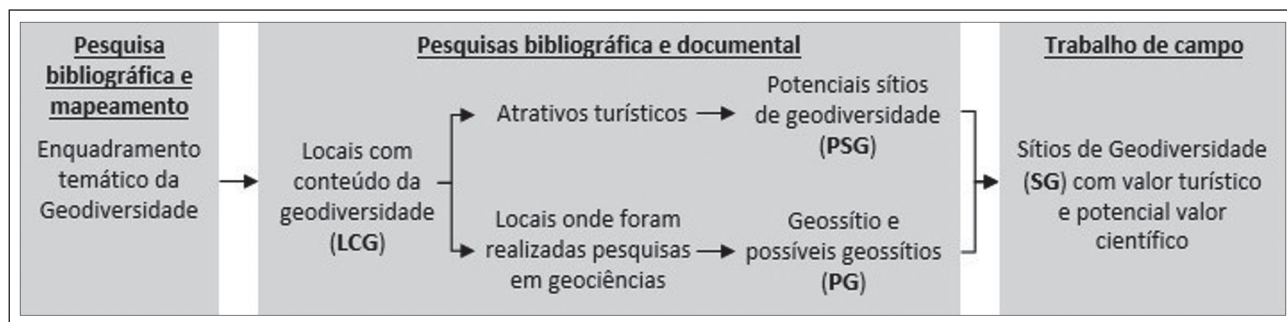 Pesquisa
bibliográfica e
mapeamento
Enquadramento
temático da
Geodiversidade
Pesquisas bibliográfica e documental
Locais com
conteúdo da
geodiversidade
(LCG)
Atrativos turísticos
Potenciais sítios
de geodiversidade
(PSG)
Locais onde foram
realizadas pesquisas
em geociências
Geossítio e
possíveis geossítios
(PG)
Trabalho de campo
Sítios de Geodiversidade
(SG) com valor turístico
e potencial valor
científico